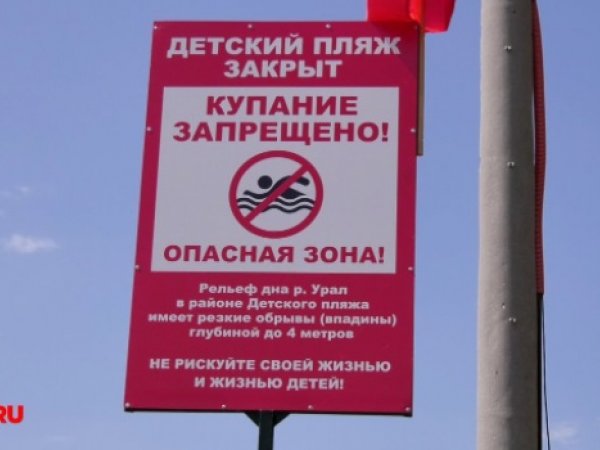 ДЕТСКИЙ ПЛЯЖ
ЗАКРЫТ
КУПАНИЕ
ЗАПРЕЩЕНО!
ОПАСНАЯ ЗОНА!
Рельеф дна р. Урал
в районе Детского пляжа
имеет резкие обрывы (впадины)
глубиной до 4 метров
НЕ РИСКУЙТЕ СВОЕЙ ЖИЗНЬЮ
И ЖИЗНЬЮ ДЕТЕЙ!
RU